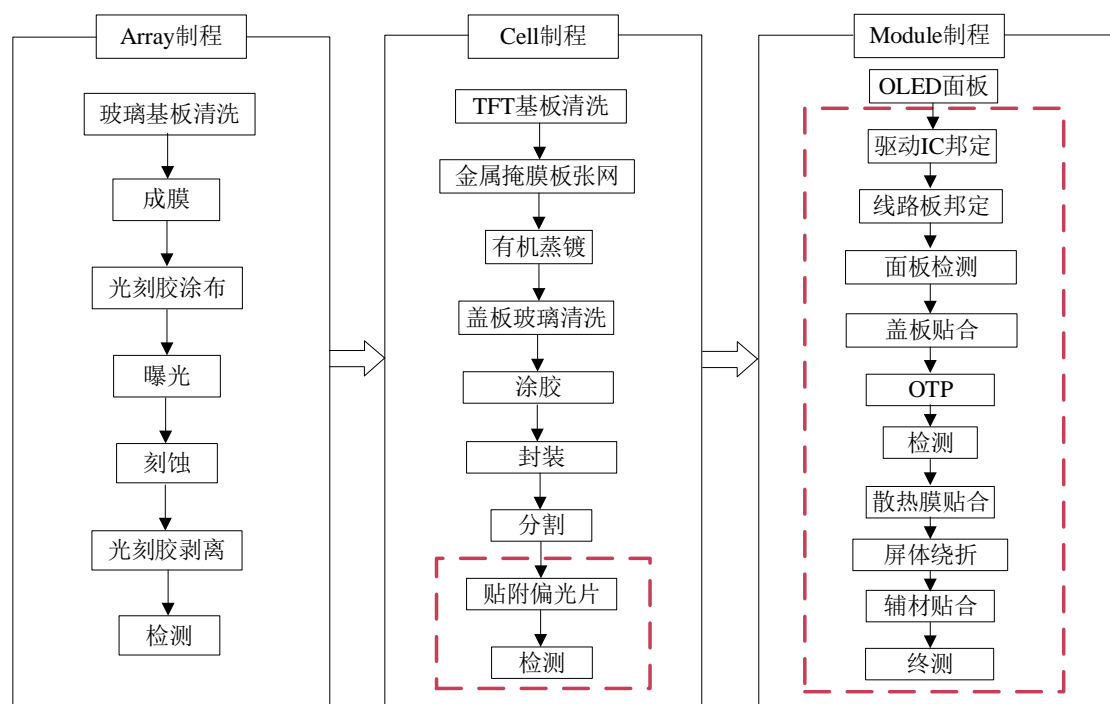 Array制程
玻璃基板清洗
成膜
光刻胶涂布
曝光
刻蚀
光刻胶剥离
检测
Cell制程
TFT基板清洗
金属掩膜板张网
有机蒸镀
盖板玻璃清洗
涂胶
封装
分割
贴附偏光片
检测
Module制程
OLED面板
驱动IC邦定
线路板邦定
面板检测
盖板贴合
OTP
检测
散热膜贴合
屏体绕折
辅材贴合
终测